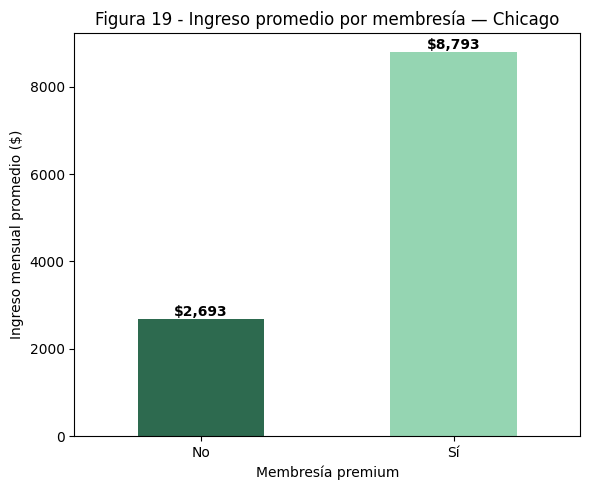 Figura 19 - Ingreso promedio por membresía — Chicago
Ingreso mensual promedio ($)
8000
6000
4000
2000
0
$2,693
$8,793
No
Sí
Membresía premium